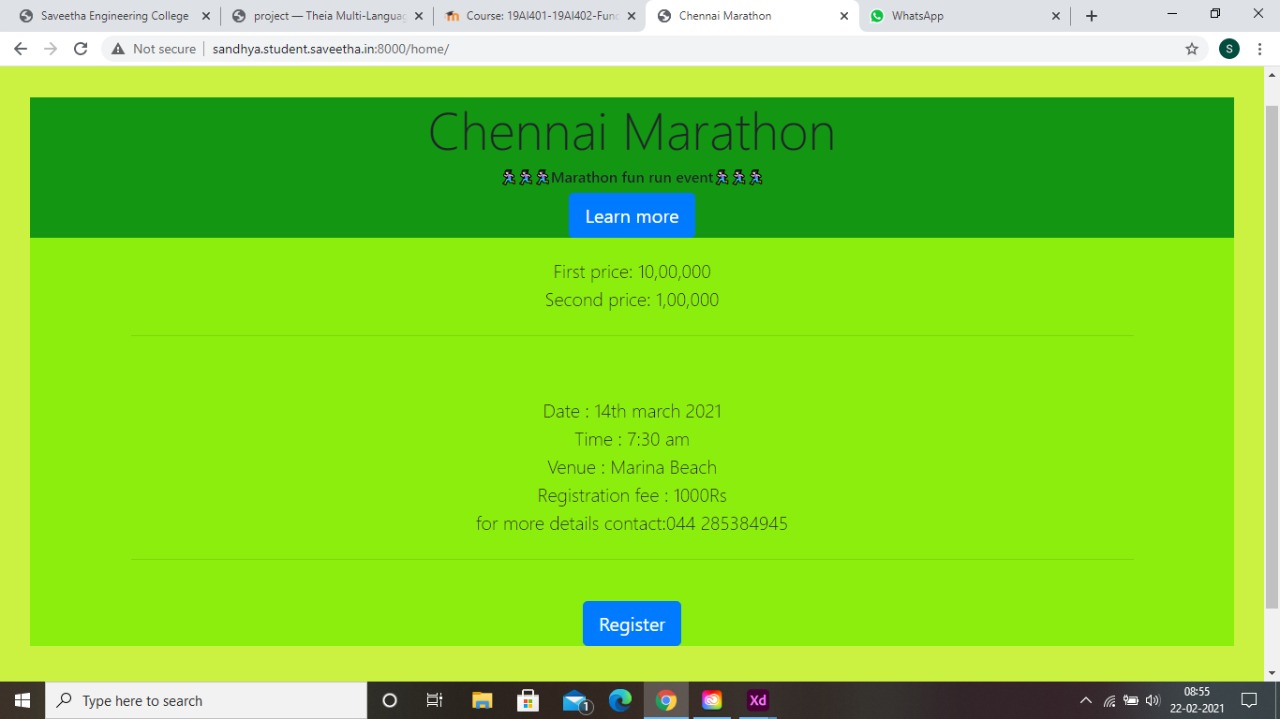 Saveetha Engineering College
project — Theia Multi-Languag
Course: 19AI401-19AI402-Fund
Chennai Marathon
WhatsApp
Not secure
sandhya.student.saveetha.in:8000/home/
S
Chennai Marathon
Marathon fun run event
Learn more
First price: 10,00,000
Second price: 1,00,000
Date : 14th march 2021
Time : 7:30 am
Venue : Marina Beach
Registration fee : 1000Rs
for more details contact:044 285384945
Register
Type here to search
1
Xd
08:55
22-02-2021